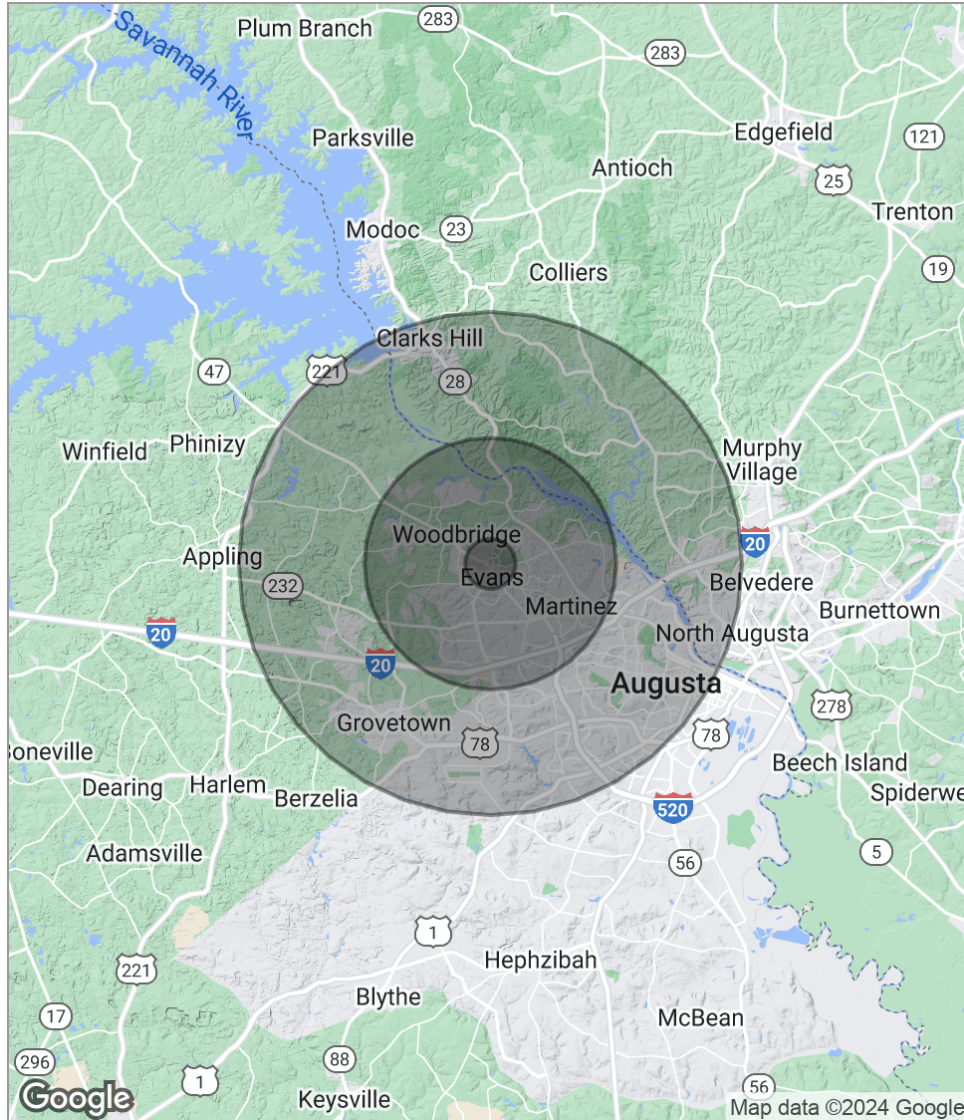 283
Plum Branch
Savannah River
283
Edgefield
121
Parksville
Antioch
25
Trenton
Modoc
23
Colliers
19
Clarks Hill
221
47
28
Winfield
Phinizy
Murphy
Village
Woodbridge
20
Appling
Evans
232
Belvedere
Martinez
Burnettown
20
North Augusta
20
Augusta
278
Grovetown
78
78
Boneville
Beech Island
Dearing
Harlem
Berzelia
Spiderwe
520
Adamsville
56
5
1
221
Hephzibah
Blythe
17
McBean
296
88
1
56
Keysville
Google
Map data ©2024 Google